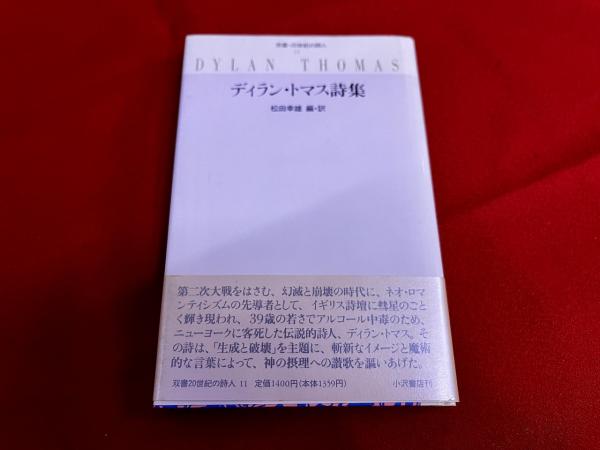 双書・20世紀の詩人
11
DYLAN THOMAS
ディラン・トマス詩集
松田幸雄 編・訳
第二次大戦をはさむ、幻滅と崩壊の時代に、ネオ・ロマ
ンティシズムの先導者として、イギリス詩壇に彗星のごと
く輝き現われ、39歳の若さでアルコール中毒のため、
ニューヨークに客死した伝説的詩人、ディラン・トマス。そ
の詩は、「生成と破壊」を主題に、斬新なイメージと魔術
的な言葉によって、神の摂理への讃歌を謳いあげた。
双書20世紀の詩人 11 定価1400円(本体1359円)
小沢書店刊